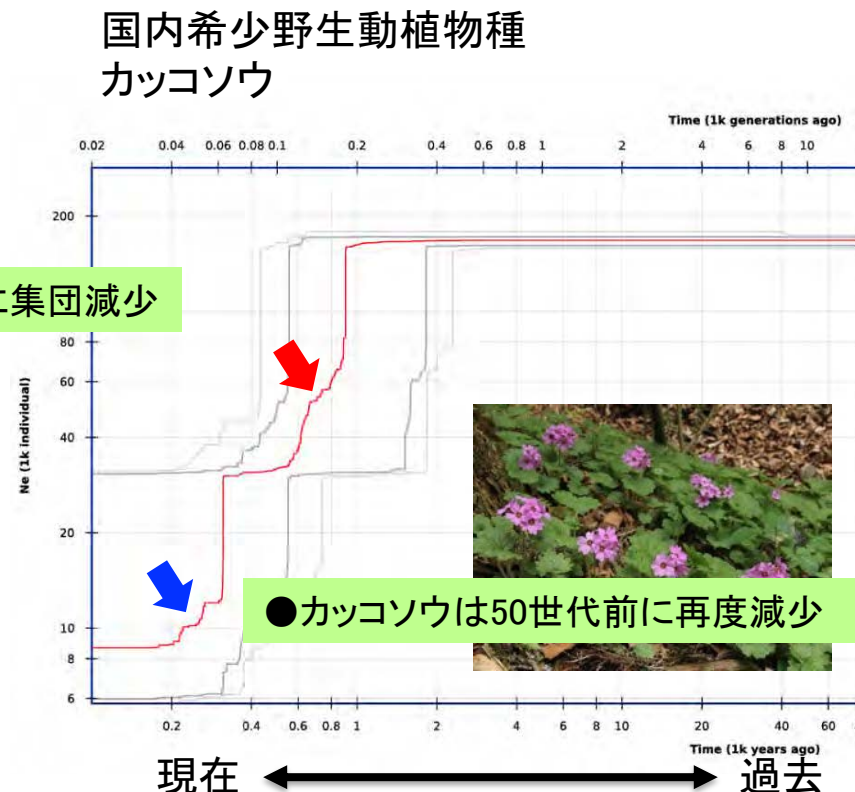 国内希少野生動植物種
カッコソウ
Time (1k generations ago)
0.02 0.04 0.06 0.08 0.1 0.2 0.4 0.6 0.8 1 2 4 6 8 10
200
集団減少
80
60
40
20
10
8
6
Ne (1k individual)
●カッコソウは50世代前に再度減少
0.2 0.4 0.6 0.8 1 2 4 6 8 10 20 40 60
Time (1k years ago)
現在 過去